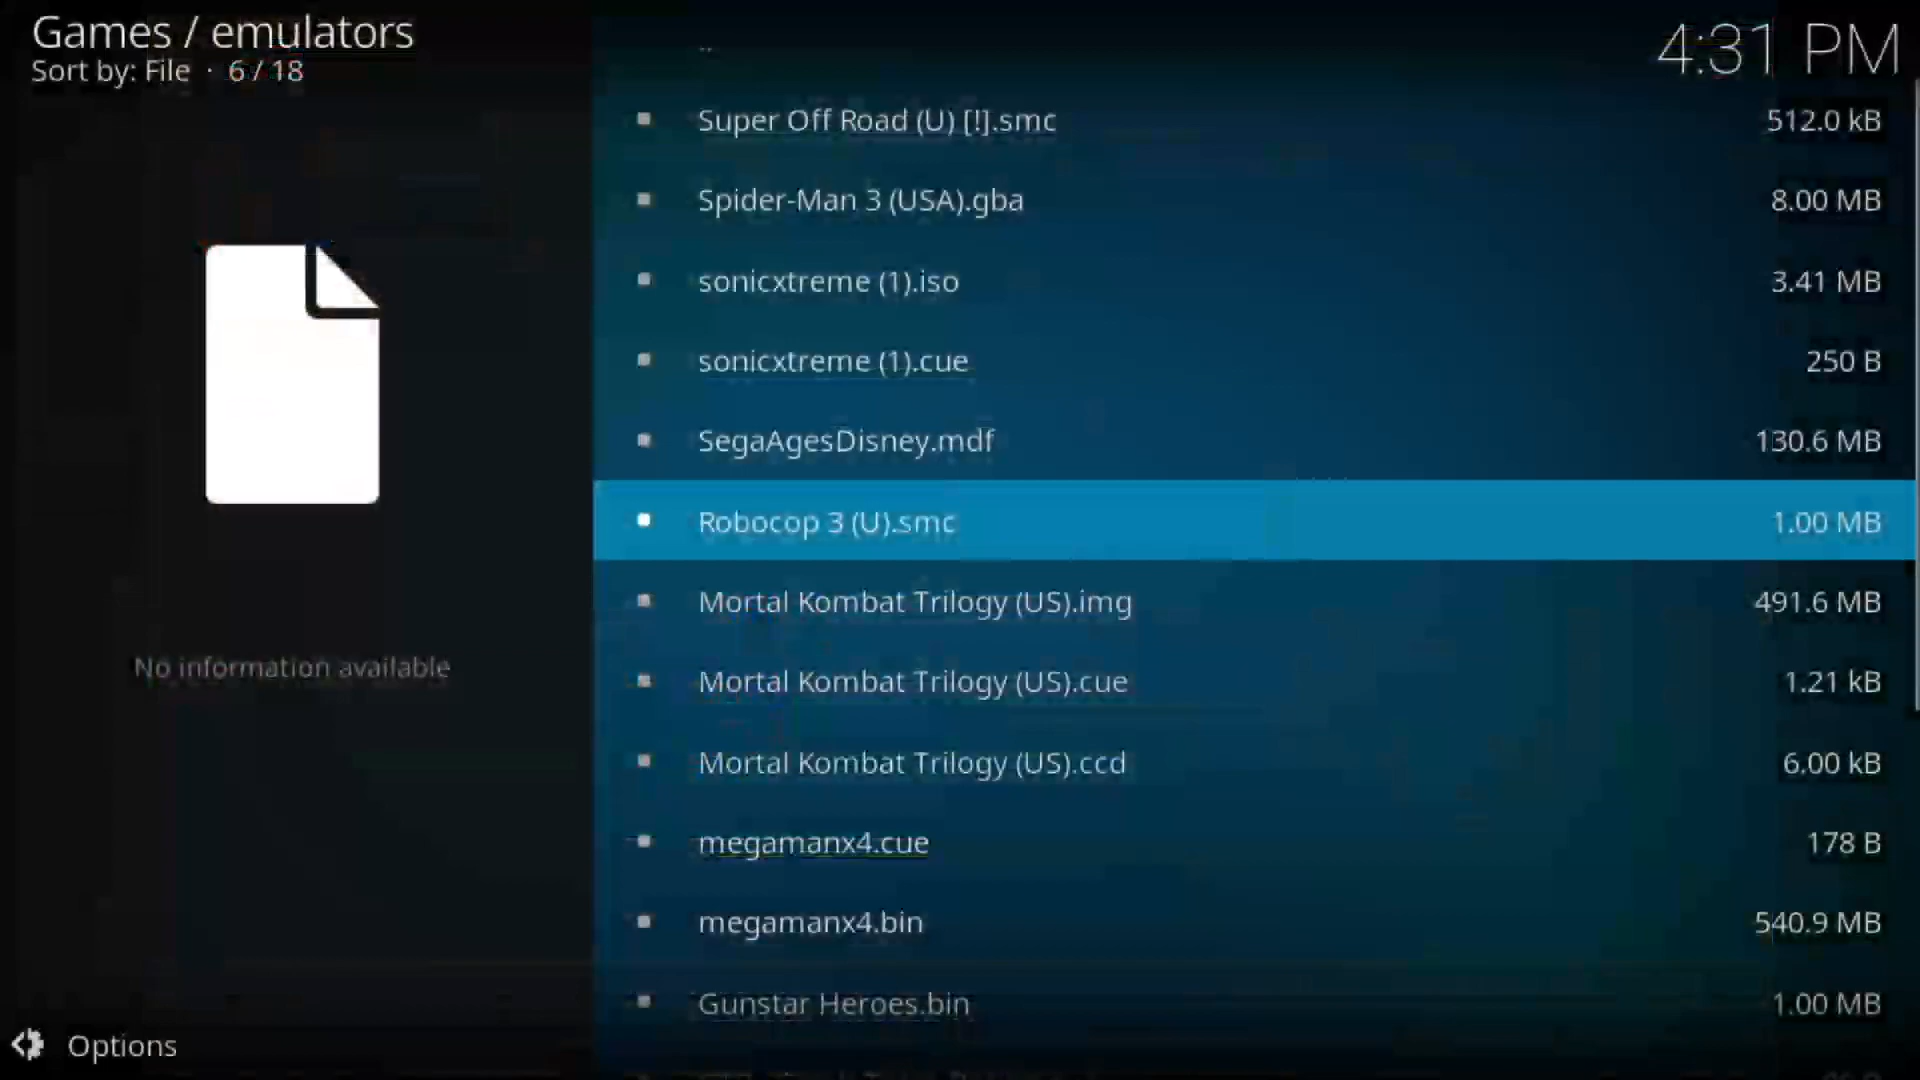 Games / emulators
Sort by: File · 6 / 18
4:31 PM
..
Super Off Road (U) [!].smc 512.0 kB
Spider-Man 3 (USA).gba 8.00 MB
sonicxtreme (1).iso 3.41 MB
sonicxtreme (1).cue 250 B
SegaAgesDisney.mdf 130.6 MB
Robocop 3 (U).smc 1.00 MB
Mortal Kombat Trilogy (US).img 491.6 MB
Mortal Kombat Trilogy (US).cue 1.21 kB
Mortal Kombat Trilogy (US).ccd 6.00 kB
megamanx4.cue 178 B
megamanx4.bin 540.9 MB
Gunstar Heroes.bin 1.00 MB
No information available
Options